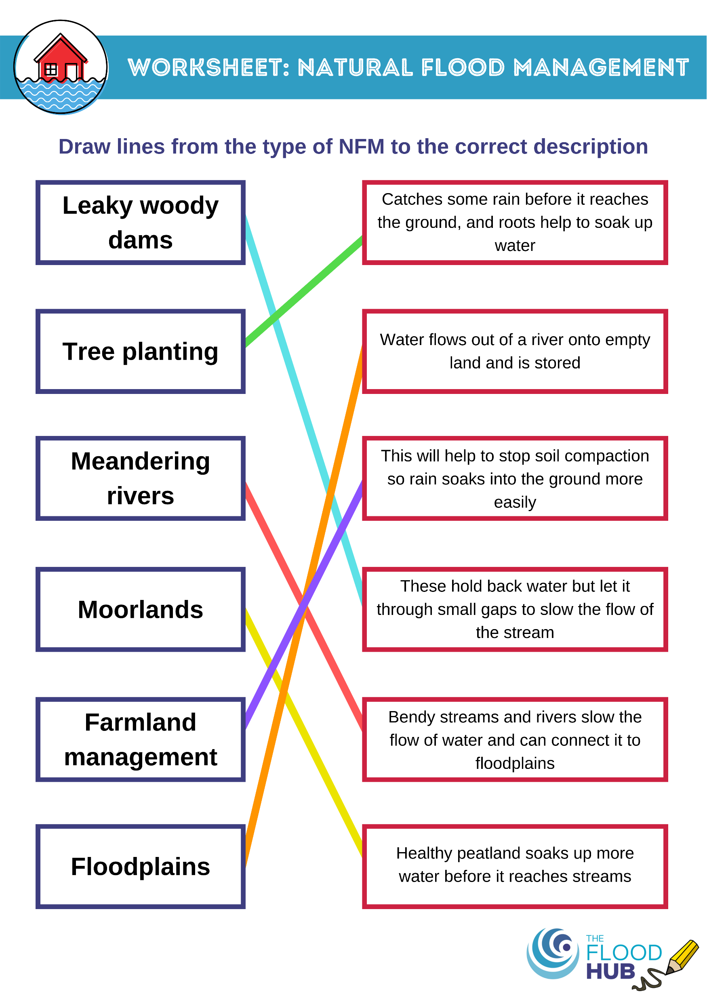 WORKSHEET: NATURAL FLOOD MANAGEMENT
Draw lines from the type of NFM to the correct description
Leaky woody
dams
Catches some rain before it reaches
the ground, and roots help to soak up
water
Tree planting
Water flows out of a river onto empty
land and is stored
Meandering
rivers
This will help to stop soil compaction
so rain soaks into the ground more
easily
Moorlands
These hold back water but let it
through small gaps to slow the flow of
the stream
Farmland
management
Bendy streams and rivers slow the
flow of water and can connect it to
floodplains
Floodplains
Healthy peatland soaks up more
water before it reaches streams
THE
FLOOD
HUB